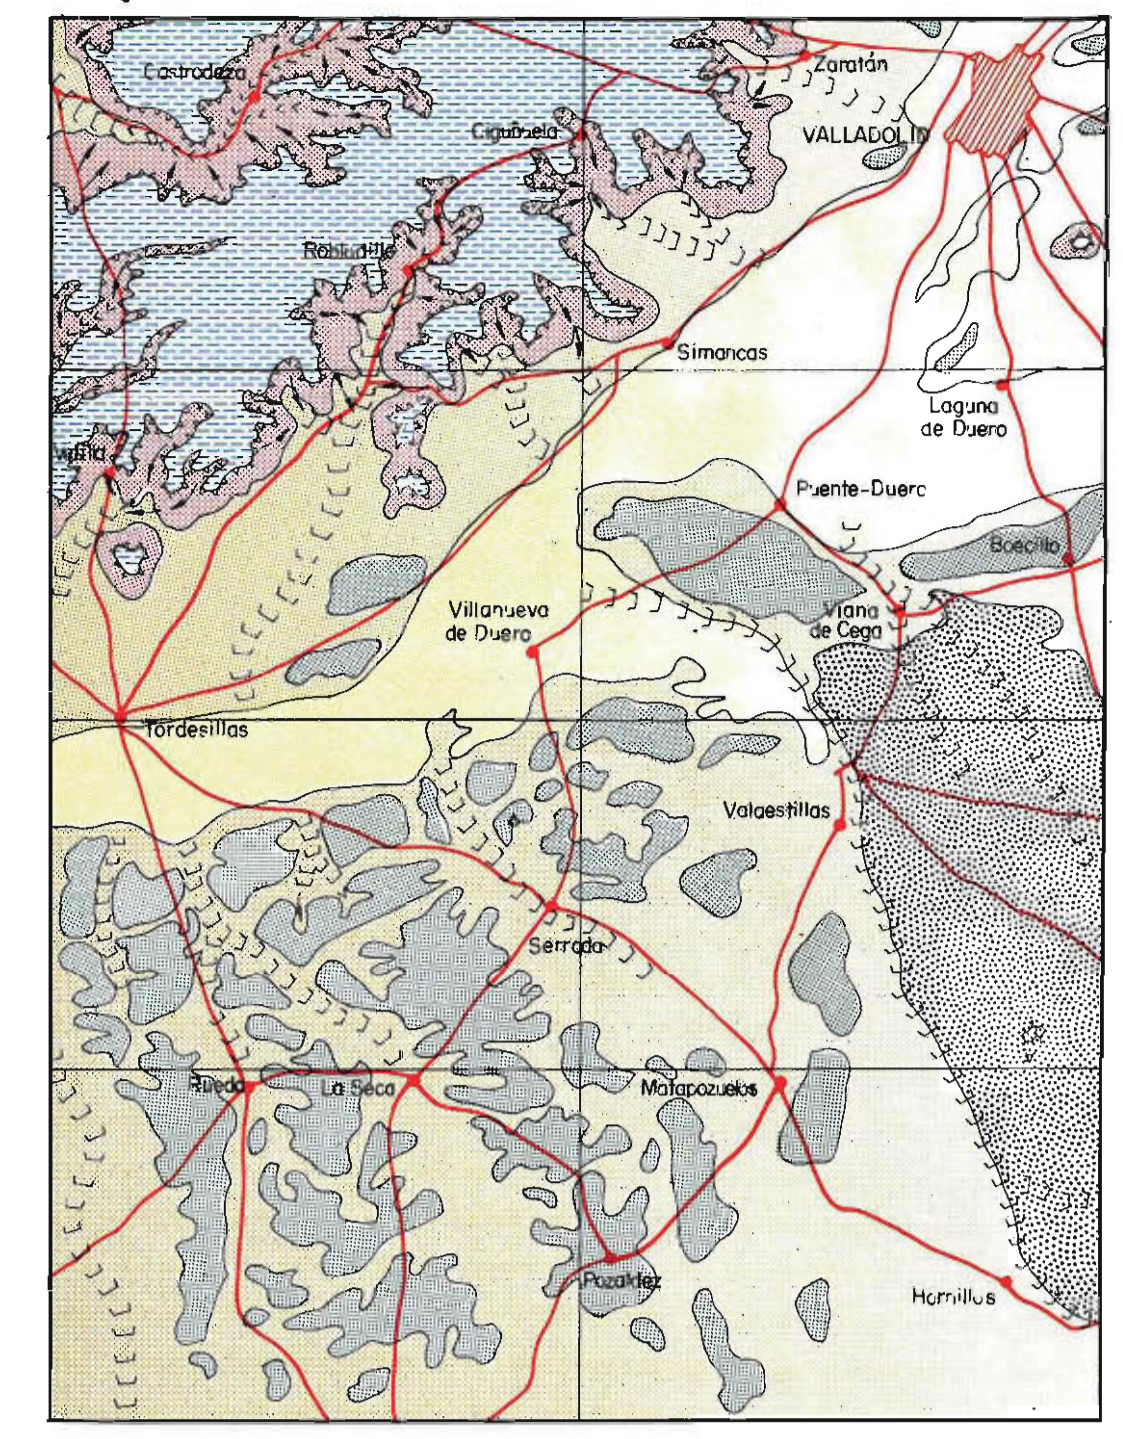 Castrodeza
Zaratán
Ciguñuela
VALLADOLID
Robladillo
Simancas
Laguna
de Duero
Puente-Duero
Boecillo
Villanueva
de Duero
Viana
de Cega
Tordesillas
Valdestillas
Serrada
Rueda
La Seca
Matapozuelos
Pozaldez
Hornillos